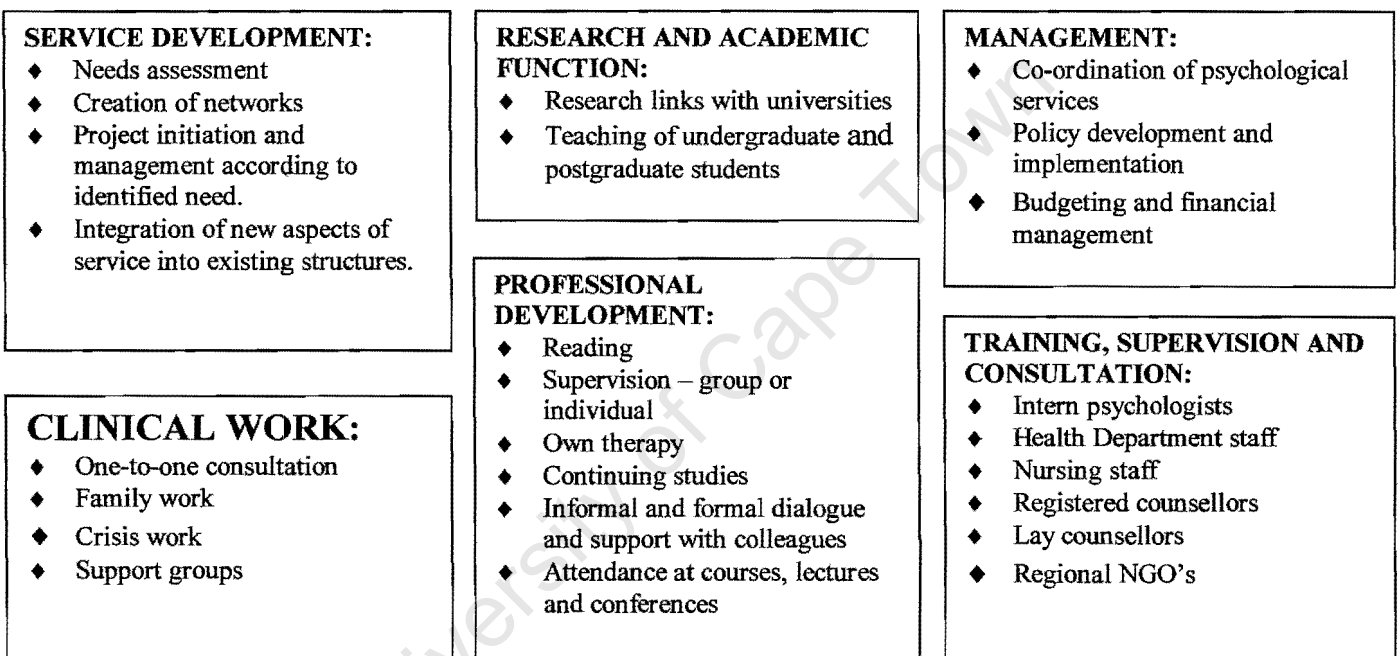 SERVICE DEVELOPMENT:
♦ Needs assessment
♦ Creation of networks
♦ Project initiation and
management according to
identified need.
♦ Integration of new aspects of
service into existing structures.
CLINICAL WORK:
♦ One-to-one consultation
♦ Family work
♦ Crisis work
♦ Support groups
RESEARCH AND ACADEMIC
FUNCTION:
♦ Research links with universities
♦ Teaching of undergraduate and
postgraduate students
PROFESSIONAL
DEVELOPMENT:
♦ Reading
♦ Supervision – group or
individual
♦ Own therapy
♦ Continuing studies
♦ Informal and formal dialogue
and support with colleagues
♦ Attendance at courses, lectures
and conferences
MANAGEMENT:
♦ Co-ordination of psychological
services
♦ Policy development and
implementation
♦ Budgeting and financial
management
TRAINING, SUPERVISION AND
CONSULTATION:
♦ Intern psychologists
♦ Health Department staff
♦ Nursing staff
♦ Registered counsellors
♦ Lay counsellors
♦ Regional NGO's
versity of Cape Town